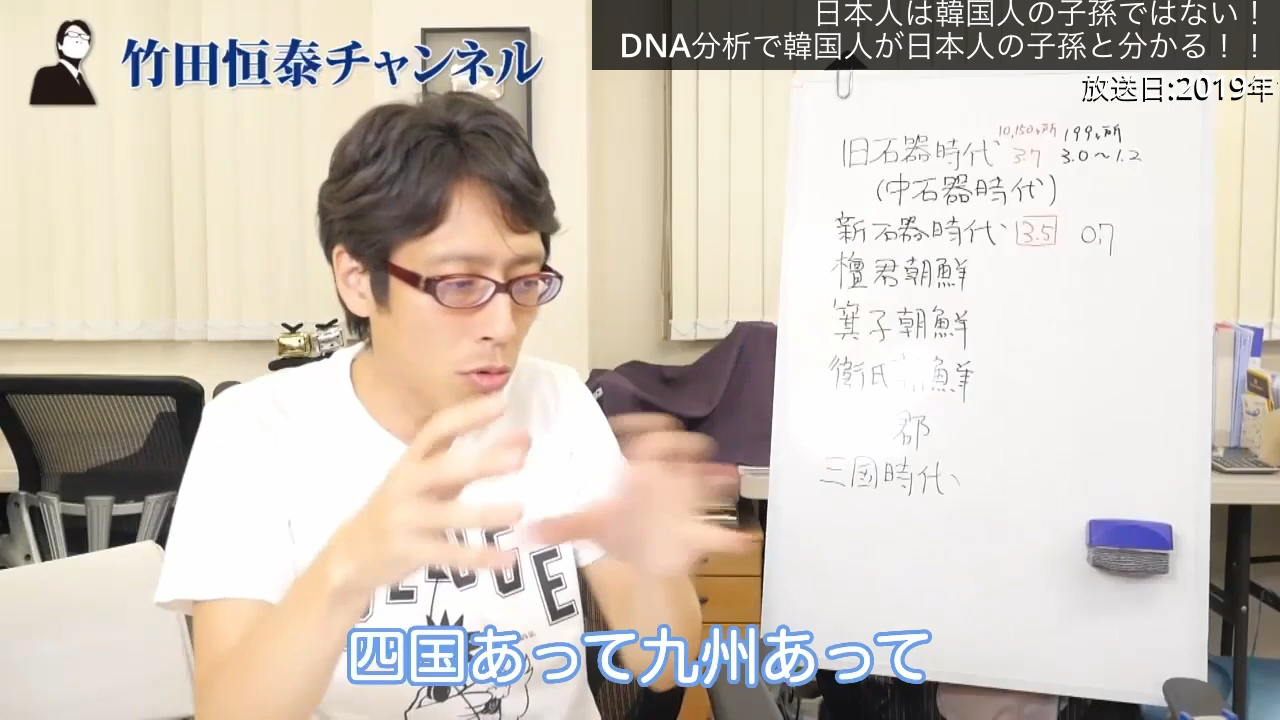 竹田恒泰チャンネル
日本人は韓国人の子孫ではない！
DNA分析で韓国人が日本人の子孫と分かる！！
放送日:2019年
10,150ヶ所 199ヶ所
旧石器時代 3.7 3.0～1.2
(中石器時代)
新石器時代 13.5 0.7
檀君朝鮮
箕子朝鮮
衛氏朝鮮
郡
三国時代
四国あって九州あって